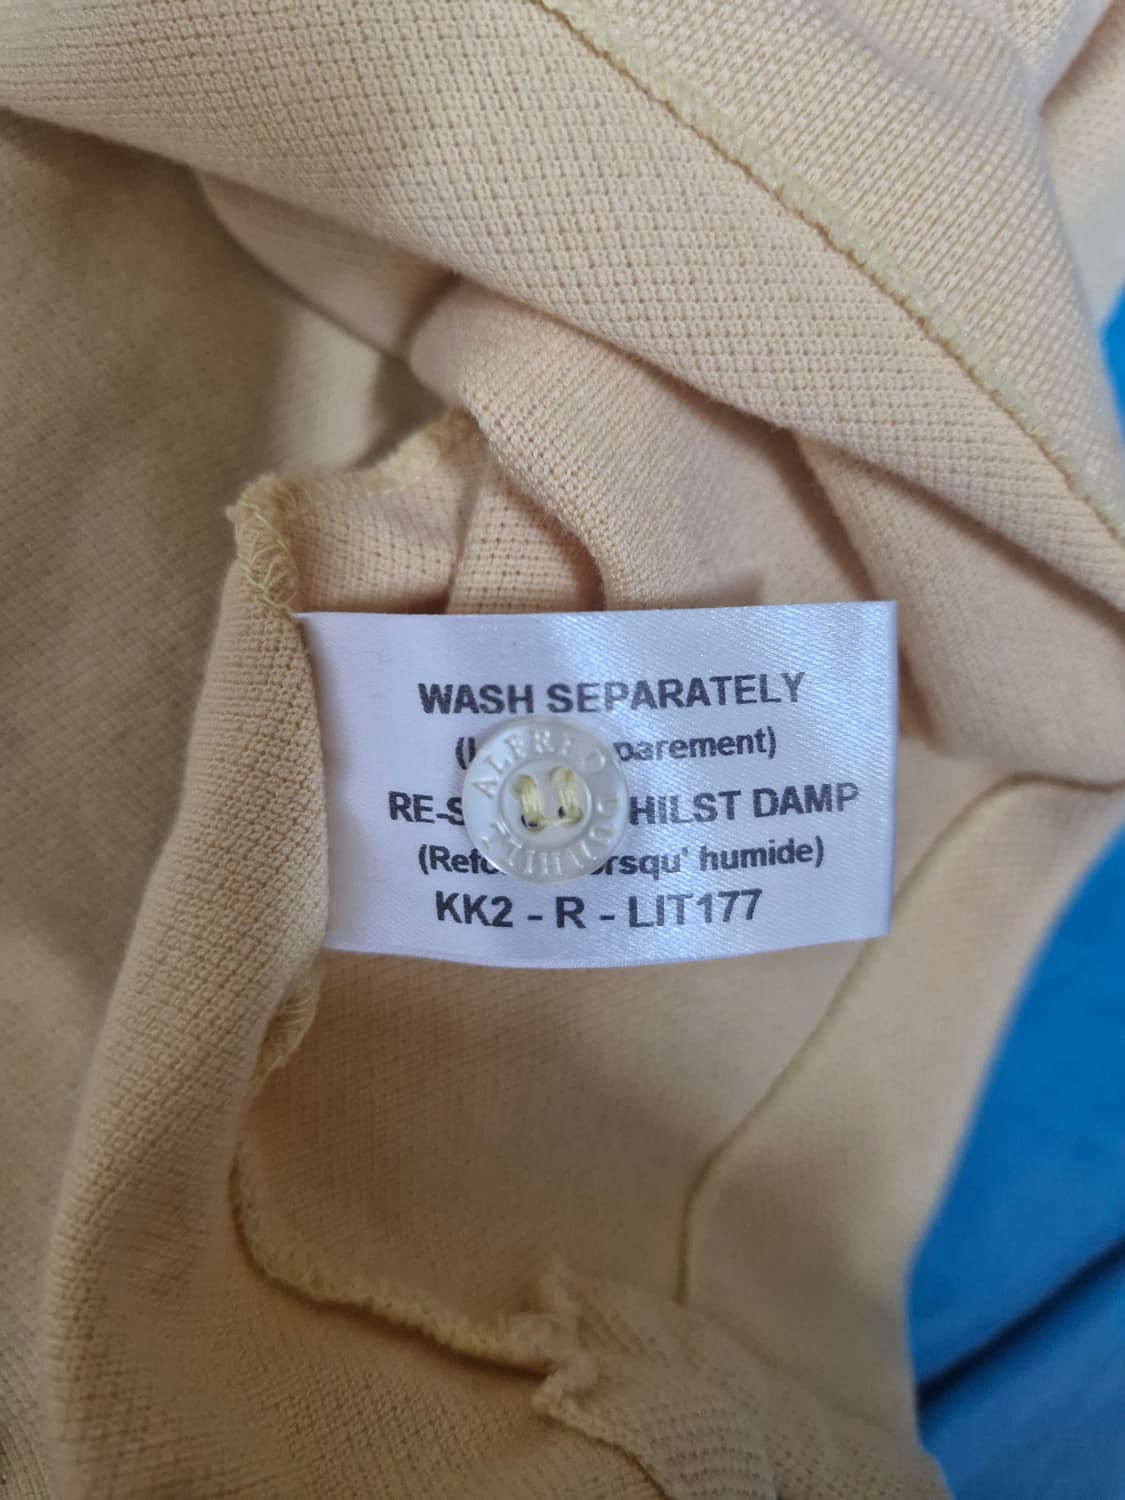 WASH SEPARATELY
(L parement)
RE-S HILST DAMP
(Refo rsqu' humide)
KK2 - R - LIT177
ALFRED DUNHILL